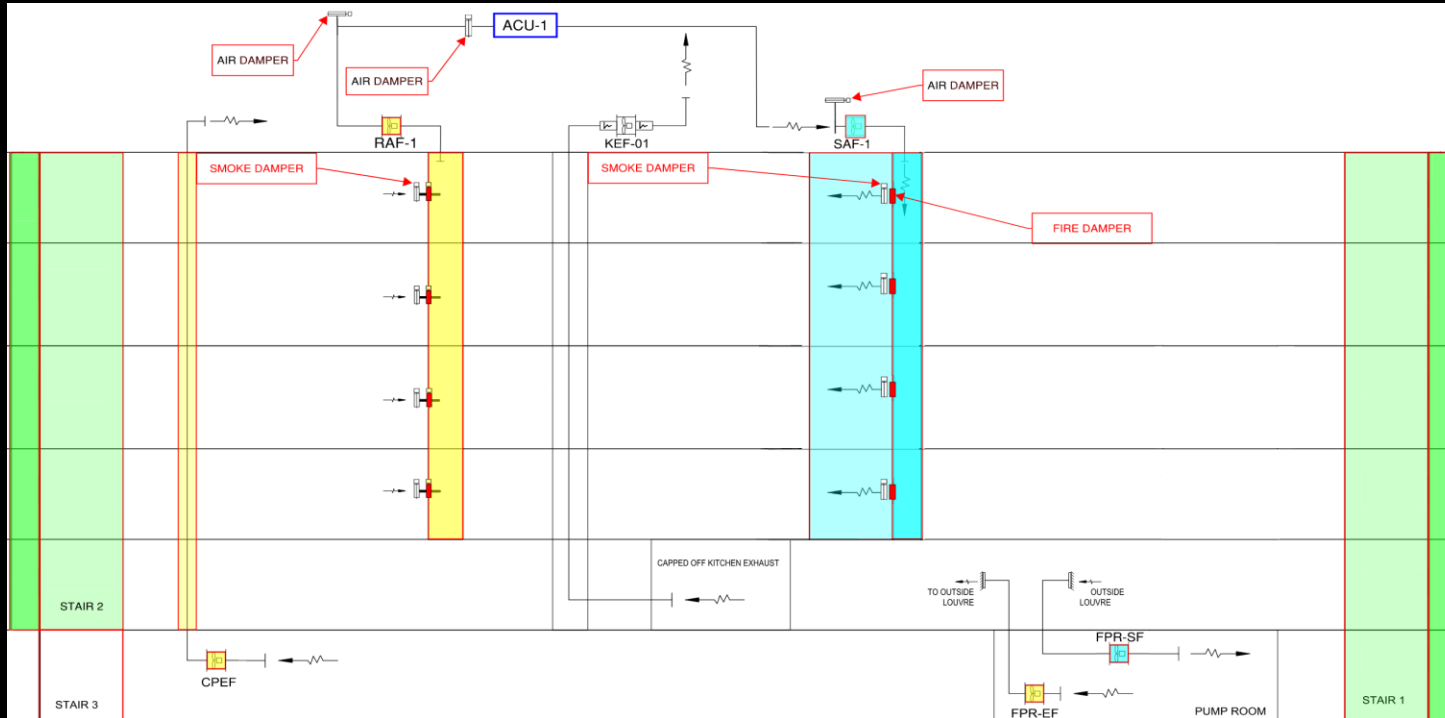 ACU-1
AIR DAMPER
AIR DAMPER
AIR DAMPER
RAF-1
KEF-01
SAF-1
SMOKE DAMPER
SMOKE DAMPER
FIRE DAMPER
CAPPED OFF KITCHEN EXHAUST
TO OUTSIDE
LOUVRE
OUTSIDE
LOUVRE
STAIR 2
FPR-SF
CPEF
STAIR 3
FPR-EF
PUMP ROOM
STAIR 1